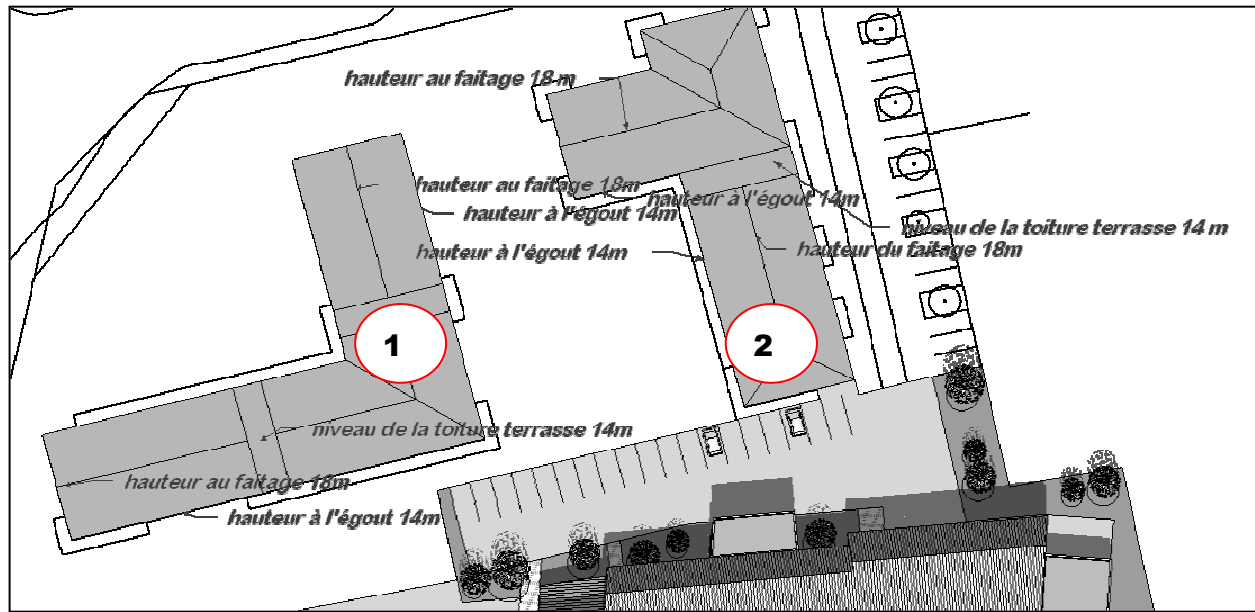 hauteur au faitage 18 m
hauteur au faitage 18m
hauteur à l'égout 14m
hauteur à l'égout 14m
hauteur à l'égout 14m
niveau de la toiture terrasse 14 m
hauteur du faitage 18m
1
2
niveau de la toiture terrasse 14m
hauteur au faitage 18m
hauteur à l'égout 14m